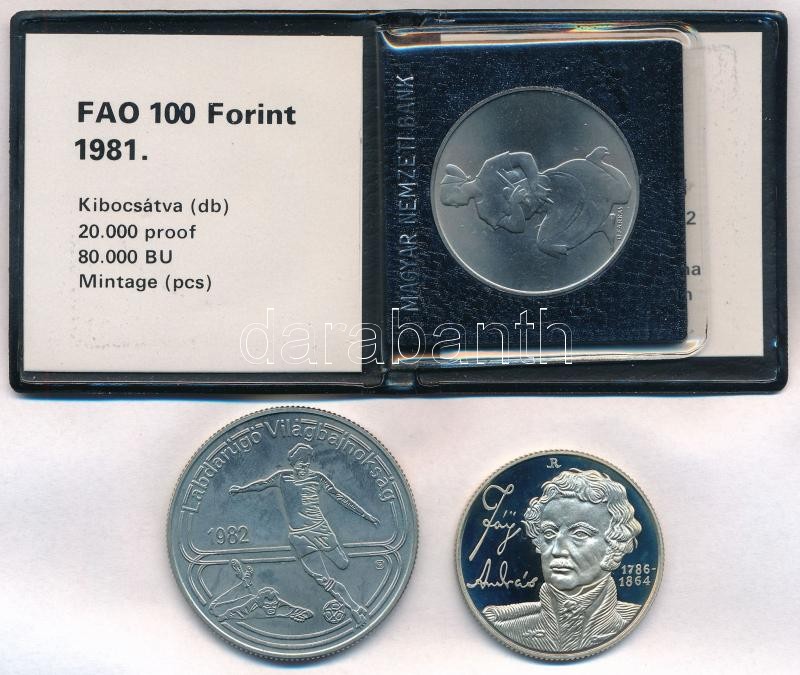 FAO 100 Forint
1981.
Kibocsátva (db)
20.000 proof
80.000 BU
Mintage (pcs)
MAGYAR NEMZETI BANK
2
darabanth
Labdarúgó Világbajnokság
1982
Fáy
András
1786-
1864